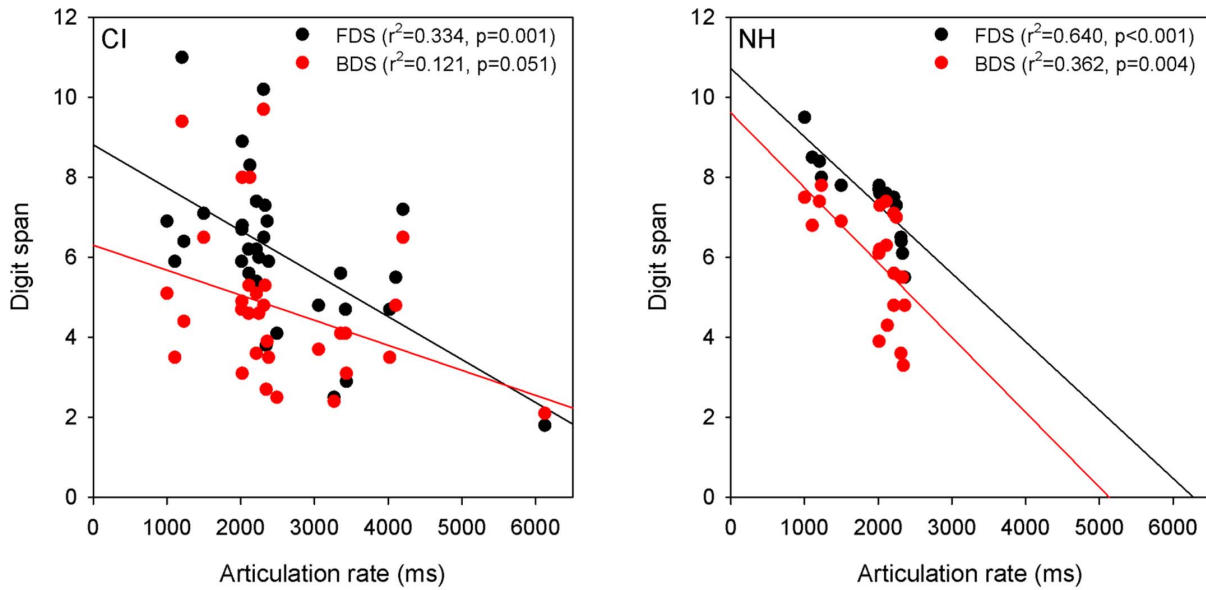 CI
FDS (r²=0.334, p=0.001)
BDS (r²=0.121, p=0.051)
12
10
8
6
4
2
0
Digit span
0 1000 2000 3000 4000 5000 6000
Articulation rate (ms)
NH
FDS (r²=0.640, p<0.001)
BDS (r²=0.362, p=0.004)
12
10
8
6
4
2
0
Digit span
0 1000 2000 3000 4000 5000 6000
Articulation rate (ms)